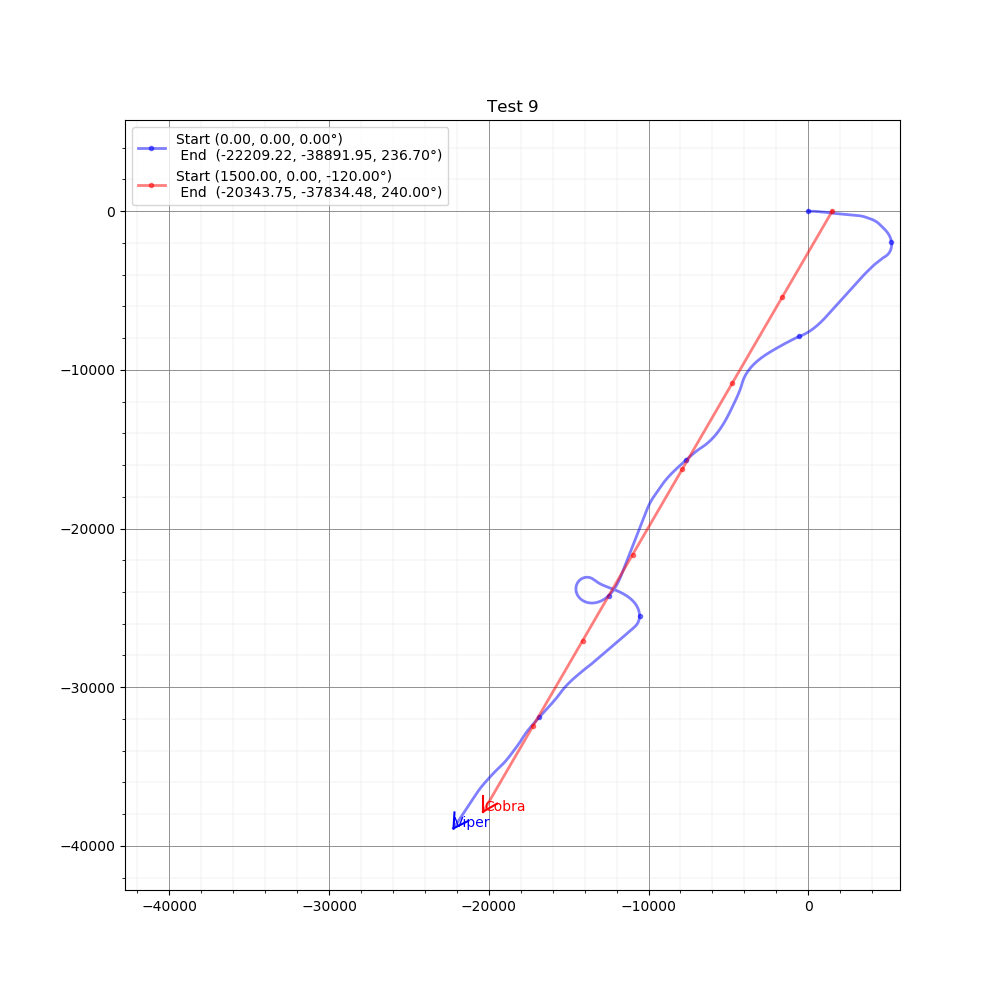 Test 9
Start (0.00, 0.00, 0.00°)
End  (-22209.22, -38891.95, 236.70°)
Start (1500.00, 0.00, -120.00°)
End  (-20343.75, -37834.48, 240.00°)
0
−10000
−20000
−30000
−40000
Cobra
Viper
−40000 −30000 −20000 −10000 0